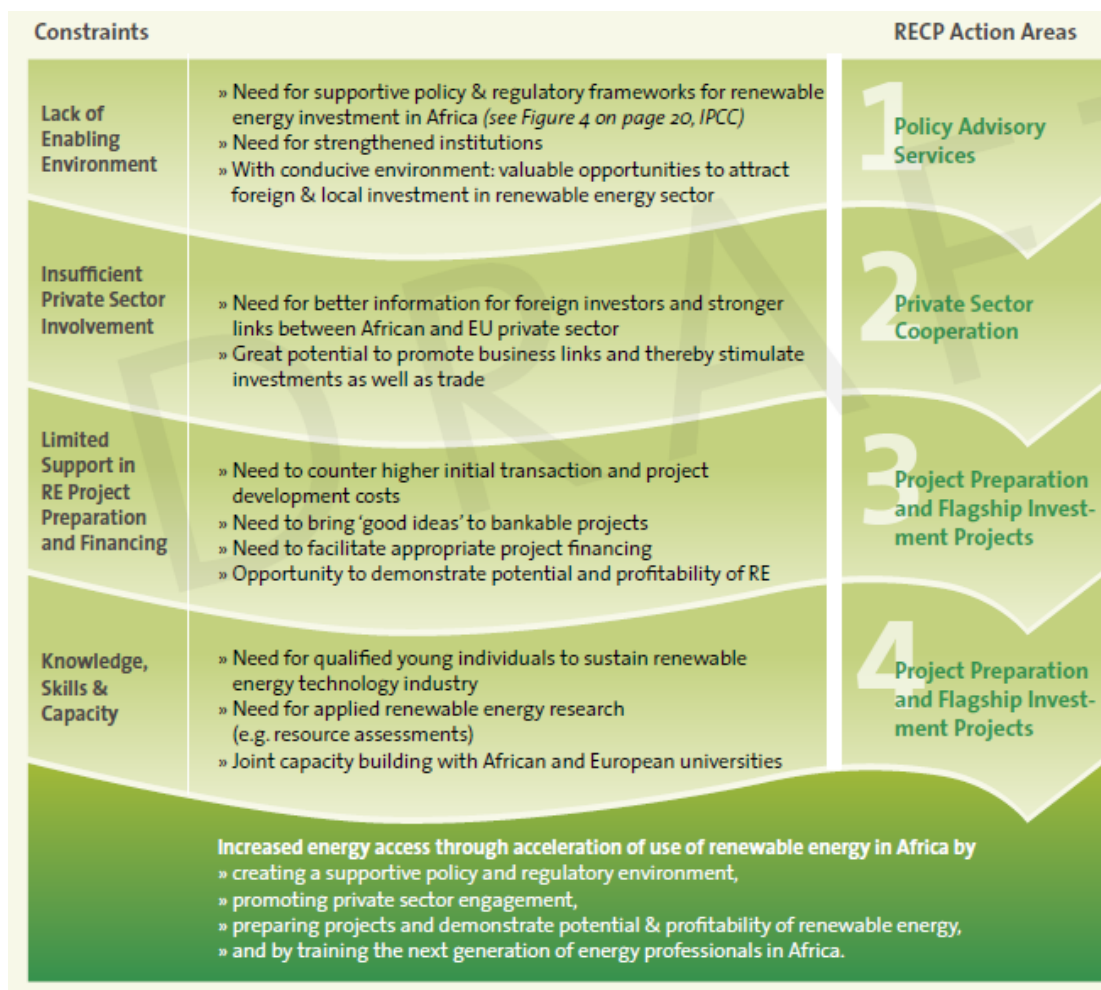 Constraints
RECP Action Areas
Lack of
Enabling
Environment
» Need for supportive policy & regulatory frameworks for renewable
energy investment in Africa (see Figure 4 on page 20, IPCC)
» Need for strengthened institutions
» With conducive environment: valuable opportunities to attract
foreign & local investment in renewable energy sector
1
Policy Advisory
Services
Insufficient
Private Sector
Involvement
» Need for better information for foreign investors and stronger
links between African and EU private sector
» Great potential to promote business links and thereby stimulate
investments as well as trade
2
Private Sector
Cooperation
Limited
Support in
RE Project
Preparation
and Financing
» Need to counter higher initial transaction and project
development costs
» Need to bring ‘good ideas’ to bankable projects
» Need to facilitate appropriate project financing
» Opportunity to demonstrate potential and profitability of RE
3
Project Preparation
and Flagship Invest-
ment Projects
Knowledge,
Skills &
Capacity
» Need for qualified young individuals to sustain renewable
energy technology industry
» Need for applied renewable energy research
(e.g. resource assessments)
» Joint capacity building with African and European universities
4
Project Preparation
and Flagship Invest-
ment Projects
Increased energy access through acceleration of use of renewable energy in Africa by
» creating a supportive policy and regulatory environment,
» promoting private sector engagement,
» preparing projects and demonstrate potential & profitability of renewable energy,
» and by training the next generation of energy professionals in Africa.
DRAFT